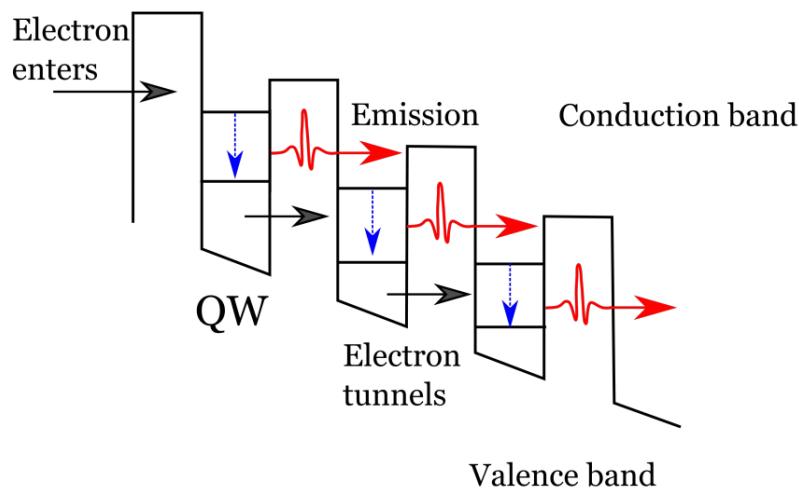 Electron
enters
Emission
Conduction band
QW
Electron
tunnels
Valence band